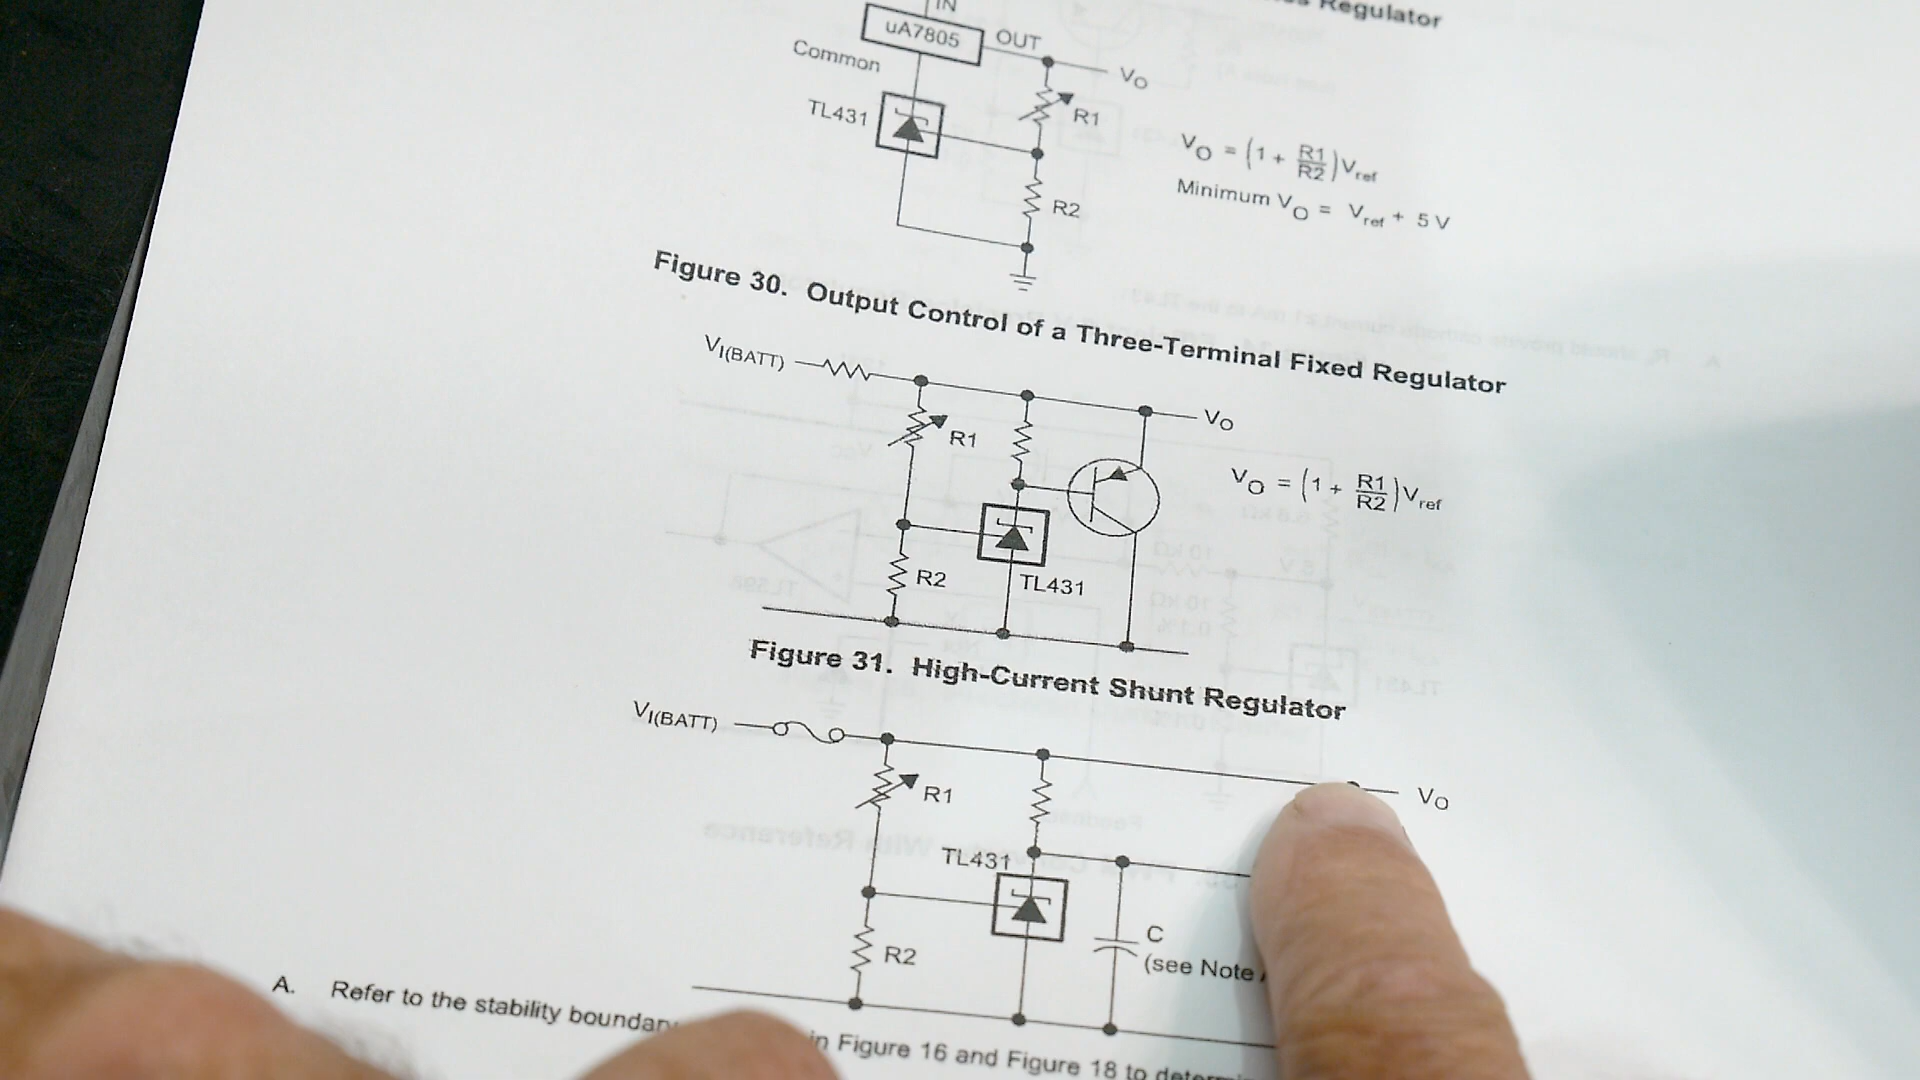 Regulator
IN
uA7805
OUT
Common
VO
TL431
R1
VO = (1 + R1/R2)Vref
Minimum VO = Vref + 5 V
R2
Figure 30. Output Control of a Three-Terminal Fixed Regulator
VI(BATT)
VO
R1
VO = (1 + R1/R2)Vref
R2
TL431
Figure 31. High-Current Shunt Regulator
VI(BATT)
VO
R1
TL431
C
(see Note
R2
A. Refer to the stability boundary in Figure 16 and Figure 18 to